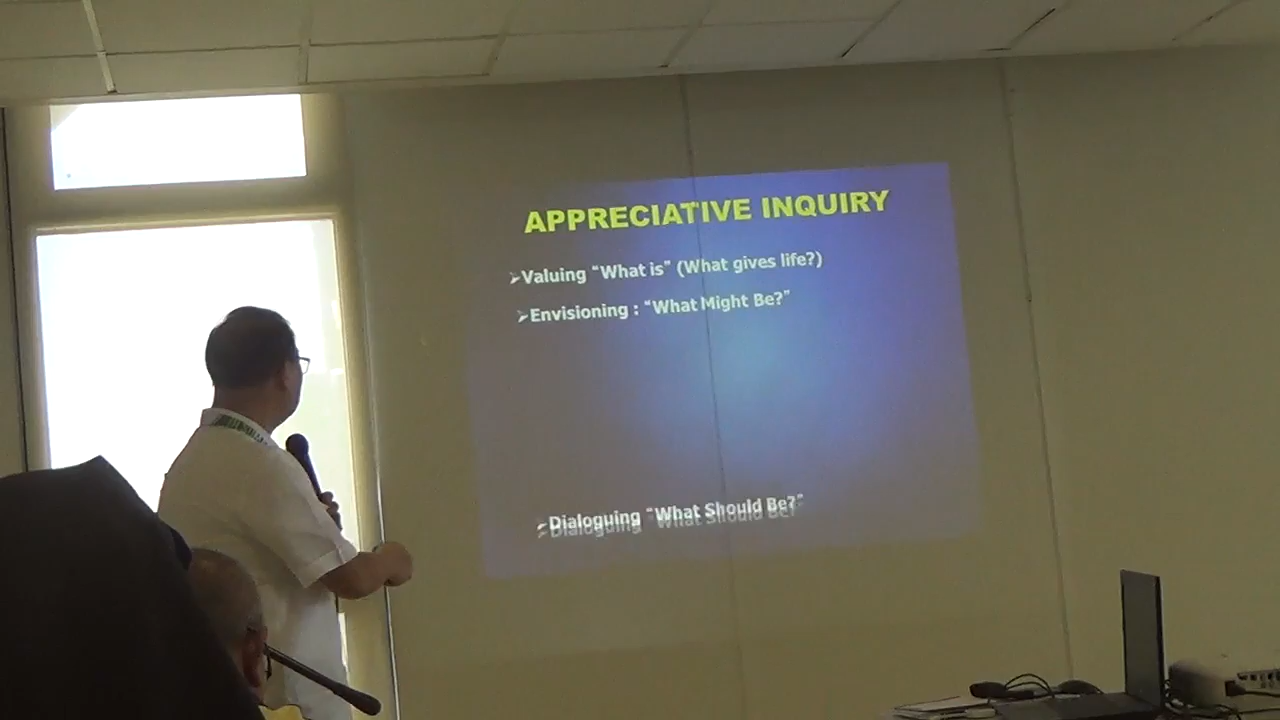 APPRECIATIVE INQUIRY
➢Valuing “What is” (What gives life?)
➢Envisioning : “What Might Be?”
➢Dialoguing “What Should Be?”